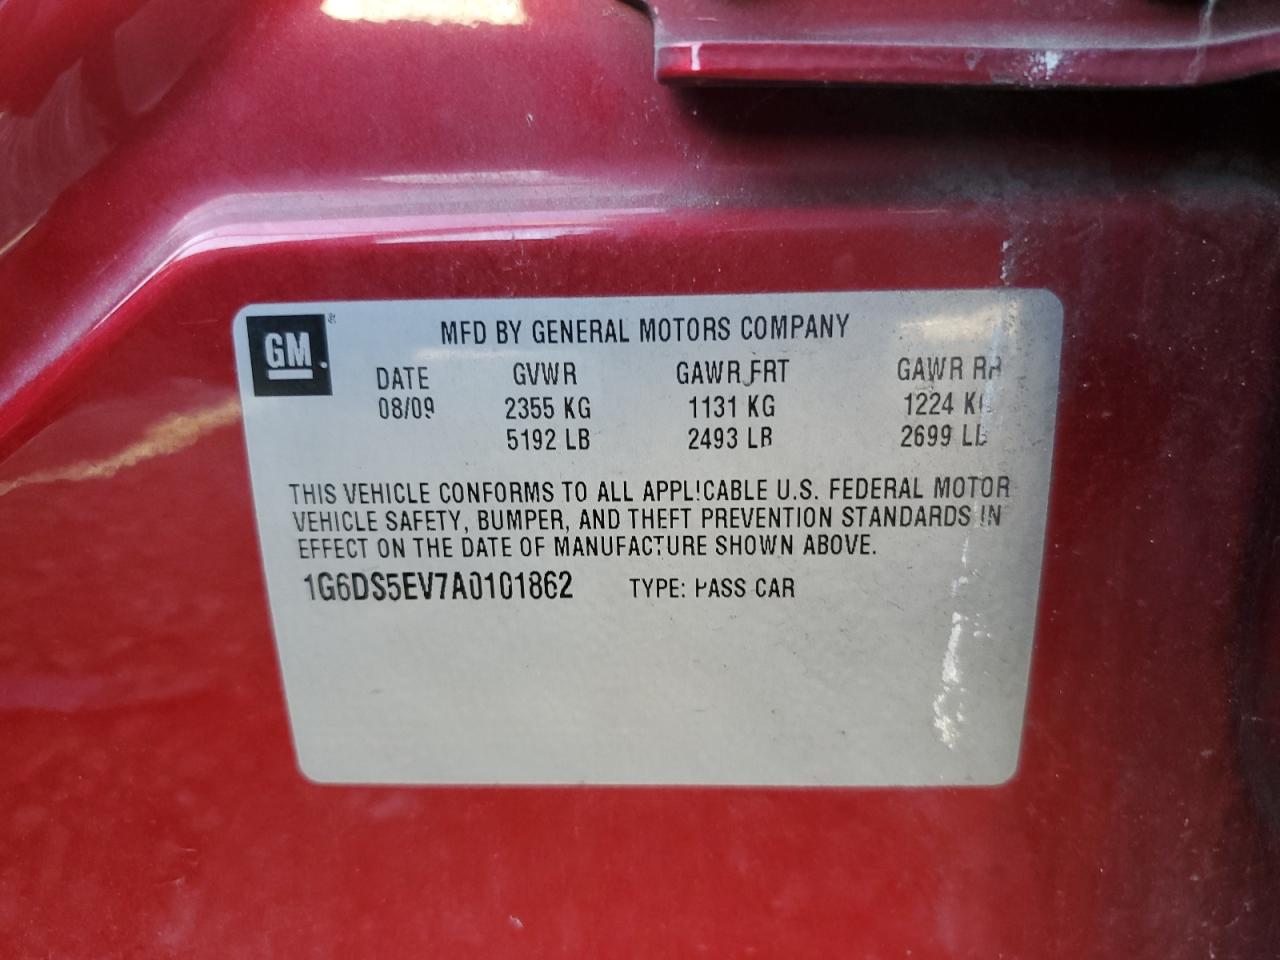 GM
MFD BY GENERAL MOTORS COMPANY
DATE GVWR GAWR FRT GAWR RR
08/09 2355 KG 1131 KG 1224 KG
5192 LB 2493 LB 2699 LB
THIS VEHICLE CONFORMS TO ALL APPLICABLE U.S. FEDERAL MOTOR
VEHICLE SAFETY, BUMPER, AND THEFT PREVENTION STANDARDS IN
EFFECT ON THE DATE OF MANUFACTURE SHOWN ABOVE.
1G6DS5EV7A0101862 TYPE: PASS CAR